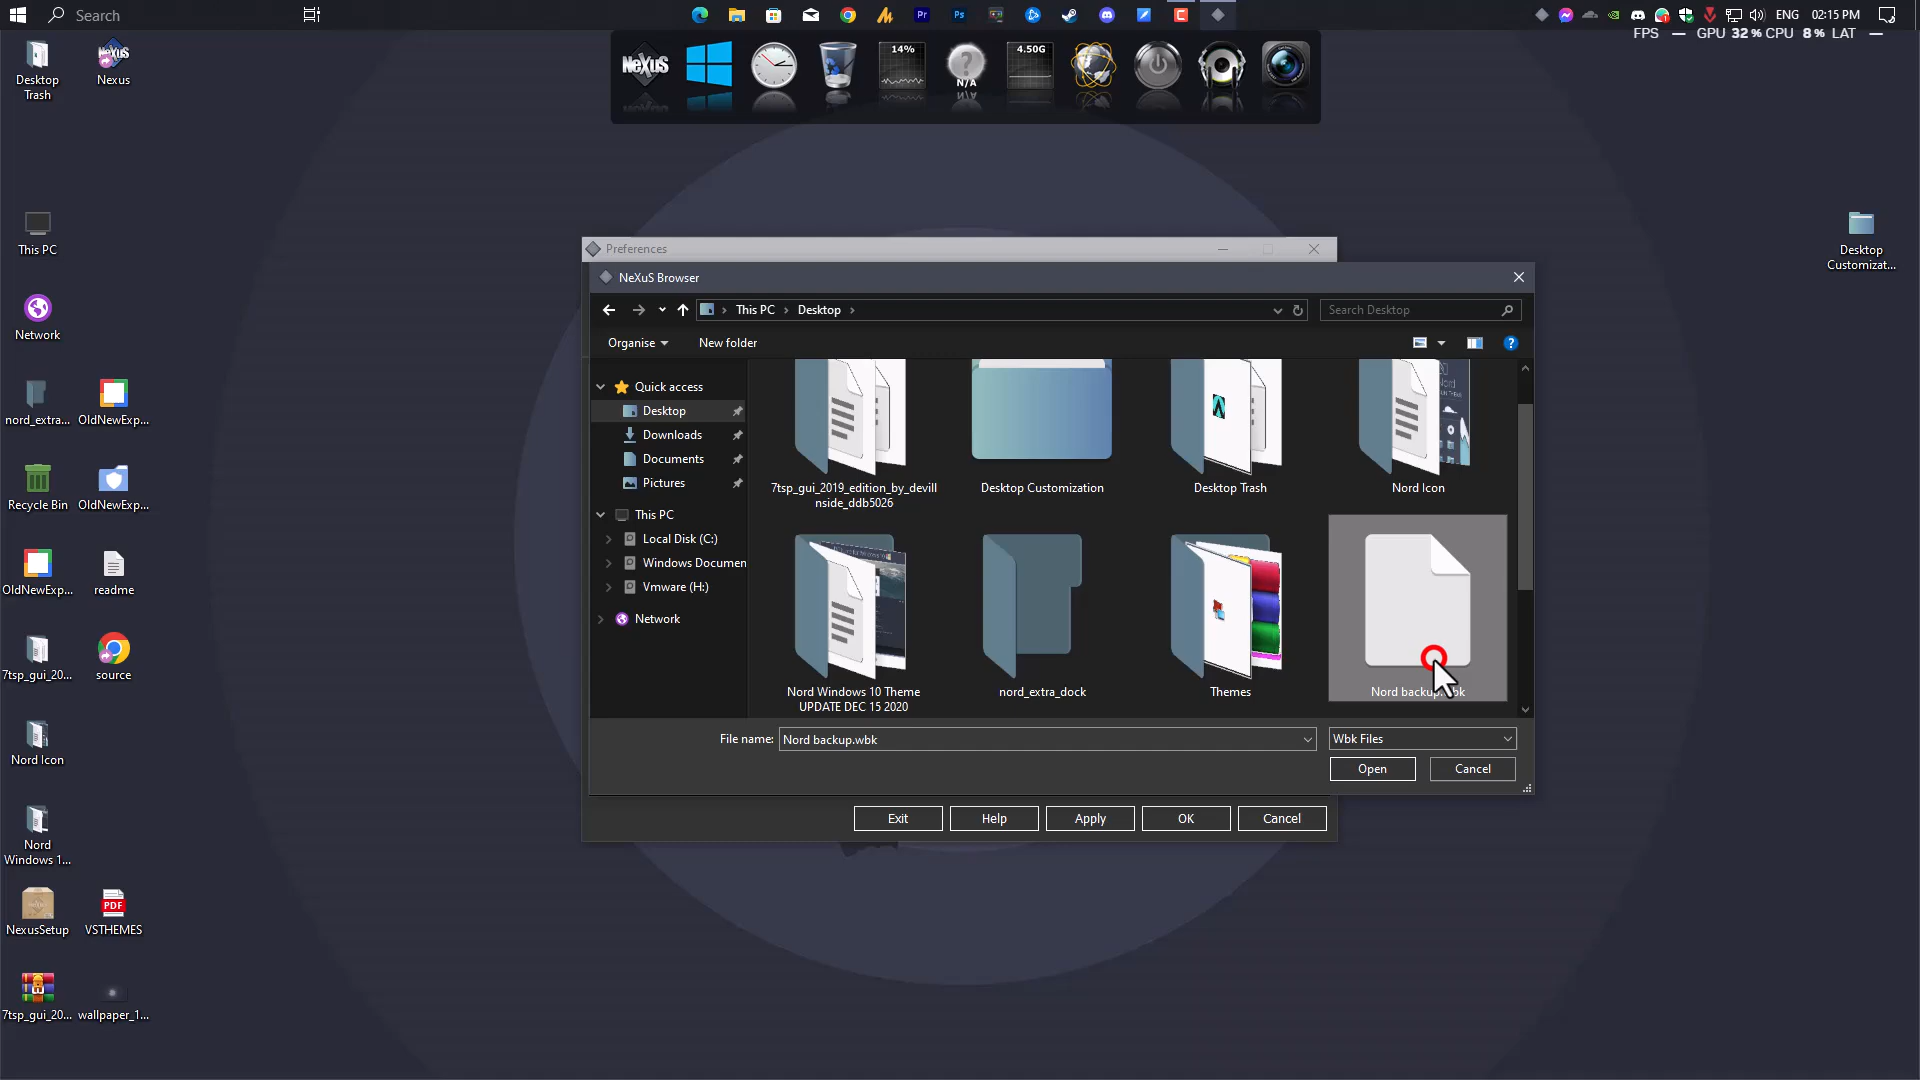 Search
ENG
02:15 PM
FPS — GPU 32 % CPU 8 % LAT —
Desktop
Trash
Nexus
NeXuS
14%
?
N/A
4.50G
This PC
Network
nord_extra...
OldNewExp...
Recycle Bin
OldNewExp...
OldNewExp...
readme
7tsp_gui_20...
source
Nord Icon
Nord
Windows 1...
NexusSetup
PDF
VSTHEMES
7tsp_gui_20...
wallpaper_1...
Desktop
Customizat...
Preferences
NeXuS Browser
This PC
Desktop
Search Desktop
Organise
New folder
Quick access
Desktop
Downloads
Documents
Pictures
This PC
Local Disk (C:)
Windows Documen
Vmware (H:)
Network
Nord
7tsp_gui_2019_edition_by_devill
nside_ddb5026
Desktop Customization
Desktop Trash
Nord Icon
Nord Windows 10 Theme
UPDATE DEC 15 2020
nord_extra_dock
Themes
File name:
Nord backup.wbk
Wbk Files
Open
Cancel
Exit
Help
Apply
OK
Cancel